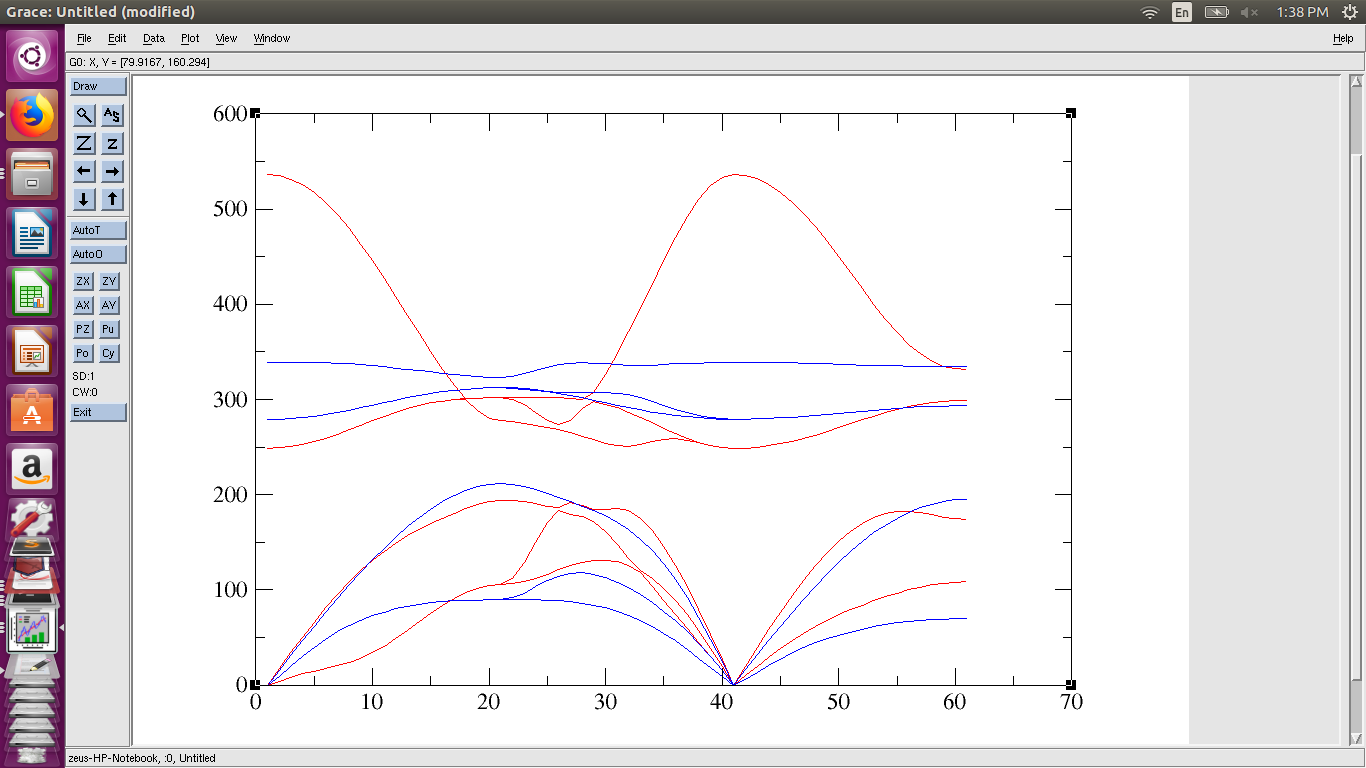 Grace: Untitled (modified)
En
1:38 PM
File Edit Data Plot View Window Help
G0: X, Y = [79.9167, 160.294]
Draw
AS
Z z
AutoT
AutoO
ZX ZY
AX AY
PZ Pu
Po Cy
SD:1
CW:0
Exit
600
500
400
300
200
100
0
0 10 20 30 40 50 60 70
zeus-HP-Notebook, :0, Untitled